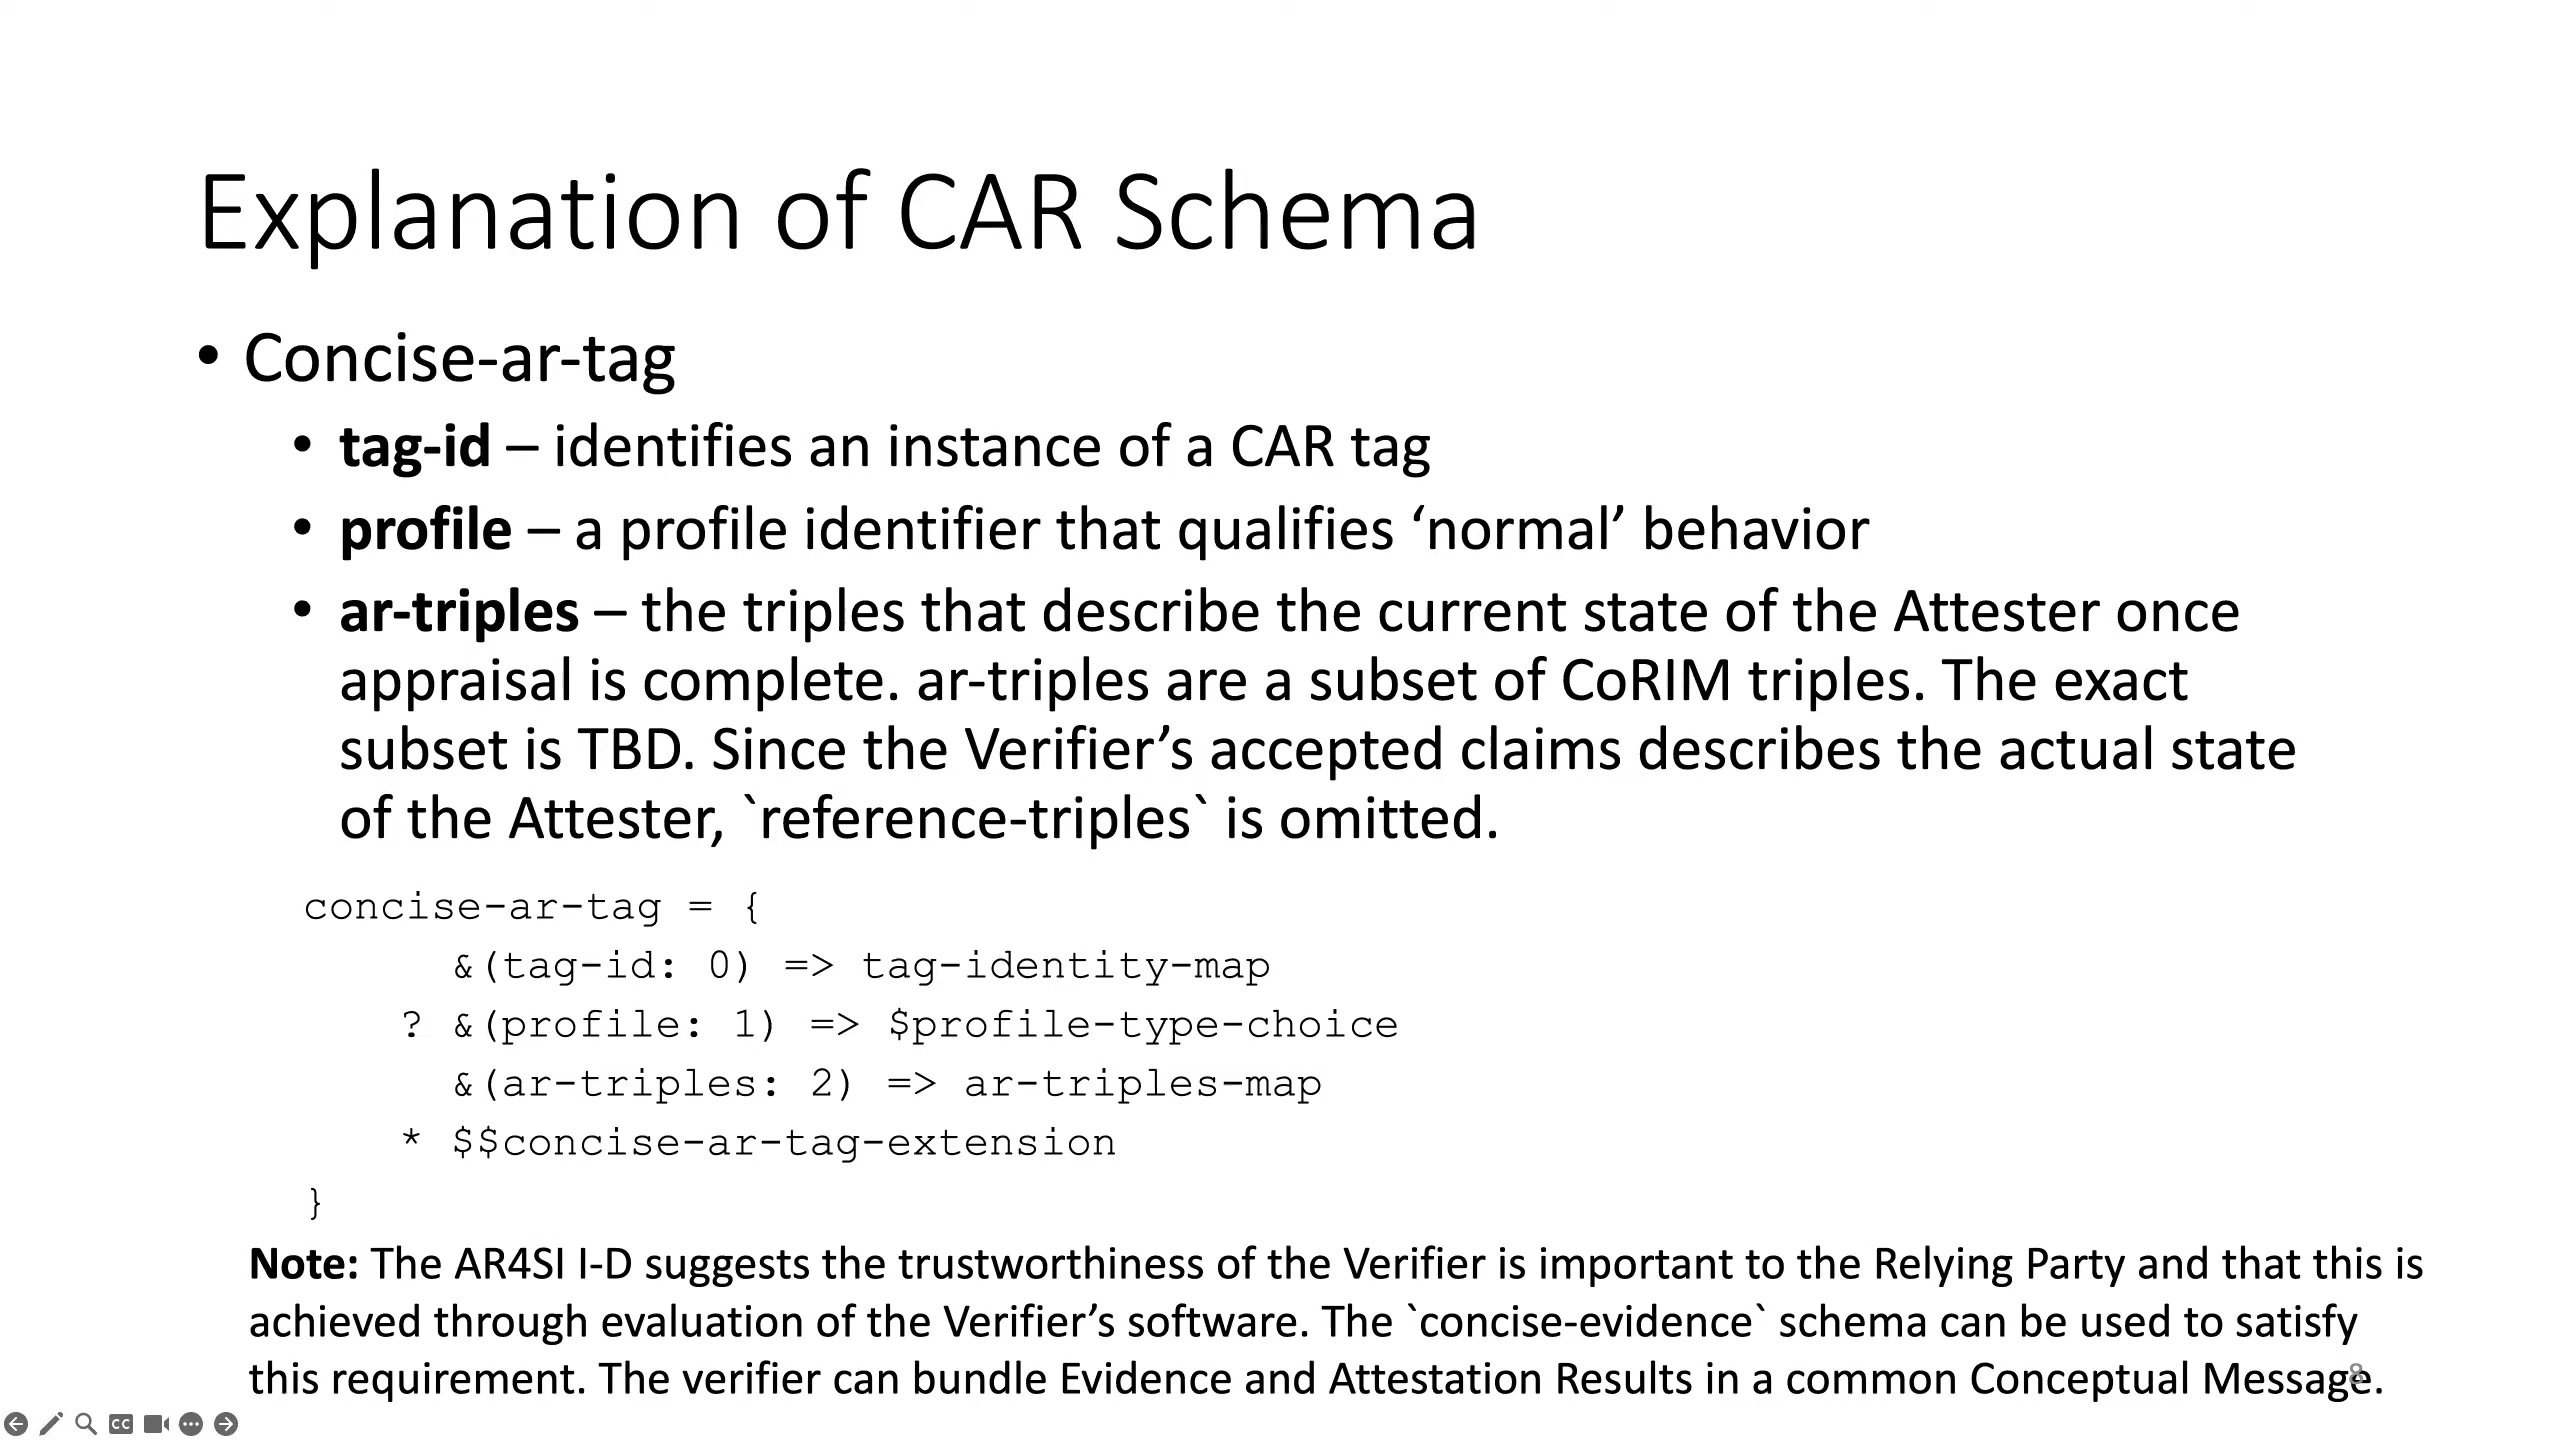 Explanation of CAR Schema
• Concise-ar-tag
• tag-id – identifies an instance of a CAR tag
• profile – a profile identifier that qualifies ‘normal’ behavior
• ar-triples – the triples that describe the current state of the Attester once
appraisal is complete. ar-triples are a subset of CoRIM triples. The exact
subset is TBD. Since the Verifier’s accepted claims describes the actual state
of the Attester, `reference-triples` is omitted.
concise-ar-tag = {
&(tag-id: 0) => tag-identity-map
? &(profile: 1) => $profile-type-choice
&(ar-triples: 2) => ar-triples-map
* $$concise-ar-tag-extension
}
Note: The AR4SI I-D suggests the trustworthiness of the Verifier is important to the Relying Party and that this is
achieved through evaluation of the Verifier’s software. The `concise-evidence` schema can be used to satisfy
this requirement. The verifier can bundle Evidence and Attestation Results in a common Conceptual Message.
8
CC